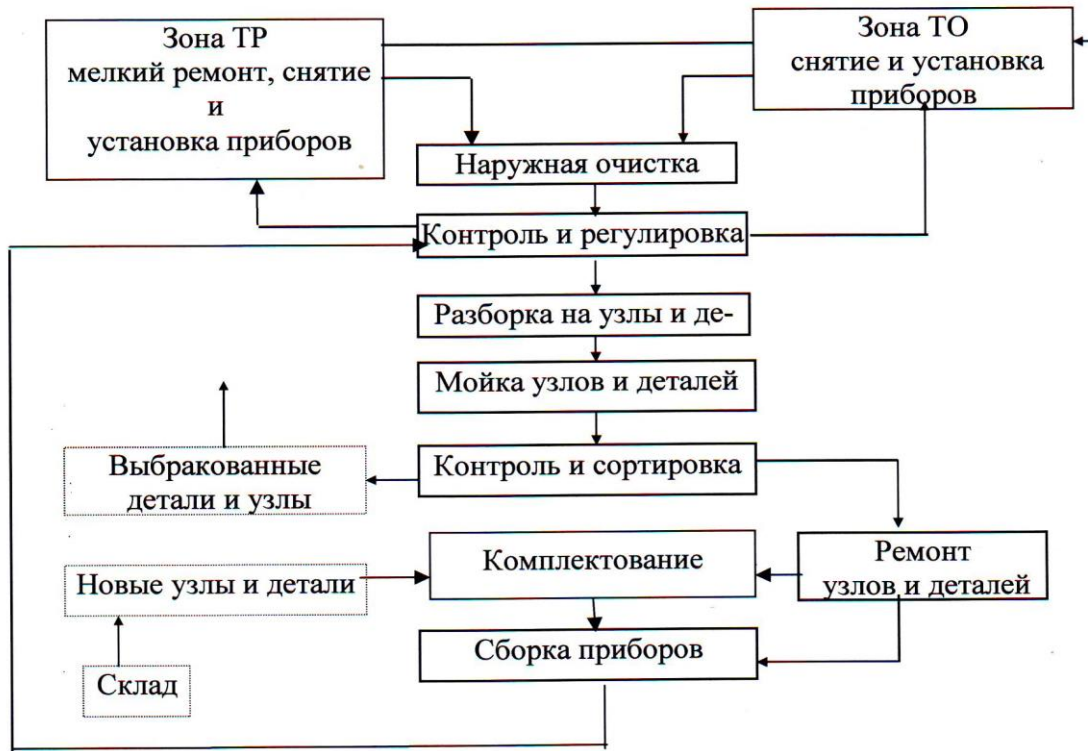 Зона ТР
мелкий ремонт, снятие
и
установка приборов
Зона ТО
снятие и установка
приборов
Наружная очистка
Контроль и регулировка
Разборка на узлы и де-
Мойка узлов и деталей
Контроль и сортировка
Выбракованные
детали и узлы
Комплектование
Ремонт
узлов и деталей
Новые узлы и детали
Сборка приборов
Склад